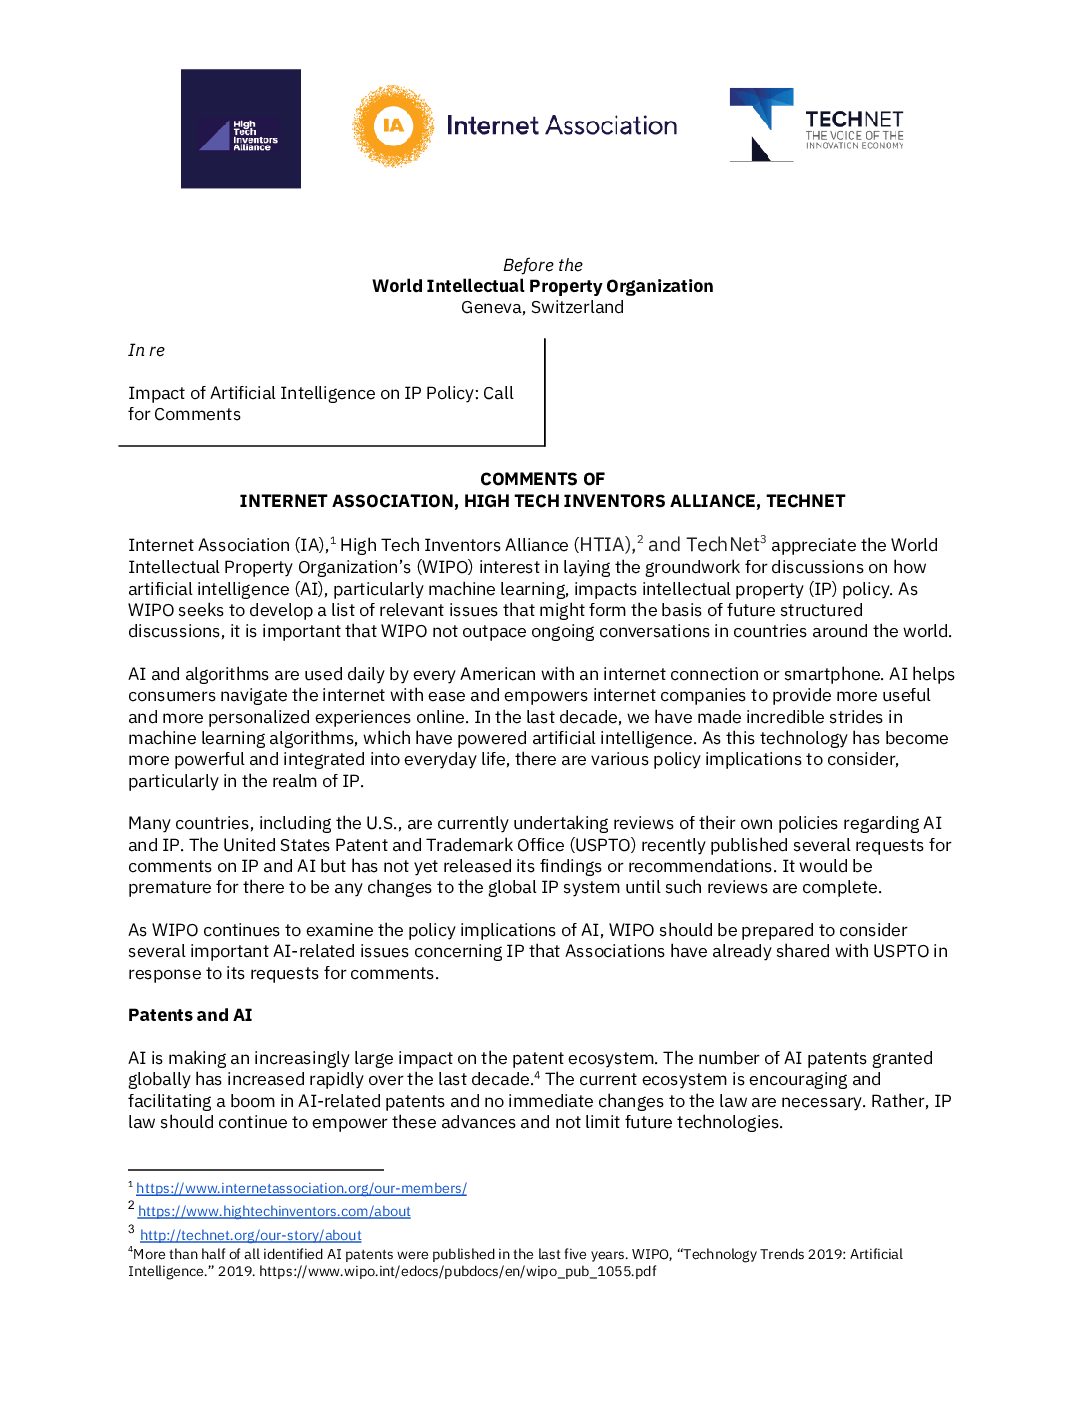 High
Tech
Inventors
Alliance
IA
Internet Association
TECHNET
THE VOICE OF THE
INNOVATION ECONOMY
Before the
World Intellectual Property Organization
Geneva, Switzerland
In re
Impact of Artificial Intelligence on IP Policy: Call
for Comments
COMMENTS OF
INTERNET ASSOCIATION, HIGH TECH INVENTORS ALLIANCE, TECHNET
Internet Association (IA),1 High Tech Inventors Alliance (HTIA),2 and TechNet3 appreciate the World
Intellectual Property Organization’s (WIPO) interest in laying the groundwork for discussions on how
artificial intelligence (AI), particularly machine learning, impacts intellectual property (IP) policy. As
WIPO seeks to develop a list of relevant issues that might form the basis of future structured
discussions, it is important that WIPO not outpace ongoing conversations in countries around the world.
AI and algorithms are used daily by every American with an internet connection or smartphone. AI helps
consumers navigate the internet with ease and empowers internet companies to provide more useful
and more personalized experiences online. In the last decade, we have made incredible strides in
machine learning algorithms, which have powered artificial intelligence. As this technology has become
more powerful and integrated into everyday life, there are various policy implications to consider,
particularly in the realm of IP.
Many countries, including the U.S., are currently undertaking reviews of their own policies regarding AI
and IP. The United States Patent and Trademark Office (USPTO) recently published several requests for
comments on IP and AI but has not yet released its findings or recommendations. It would be
premature for there to be any changes to the global IP system until such reviews are complete.
As WIPO continues to examine the policy implications of AI, WIPO should be prepared to consider
several important AI-related issues concerning IP that Associations have already shared with USPTO in
response to its requests for comments.
Patents and AI
AI is making an increasingly large impact on the patent ecosystem. The number of AI patents granted
globally has increased rapidly over the last decade.4 The current ecosystem is encouraging and
facilitating a boom in AI-related patents and no immediate changes to the law are necessary. Rather, IP
law should continue to empower these advances and not limit future technologies.
1 https://www.internetassociation.org/our-members/
2 https://www.hightechinventors.com/about
3 http://technet.org/our-story/about
4More than half of all identified AI patents were published in the last five years. WIPO, “Technology Trends 2019: Artificial
Intelligence.” 2019. https://www.wipo.int/edocs/pubdocs/en/wipo_pub_1055.pdf